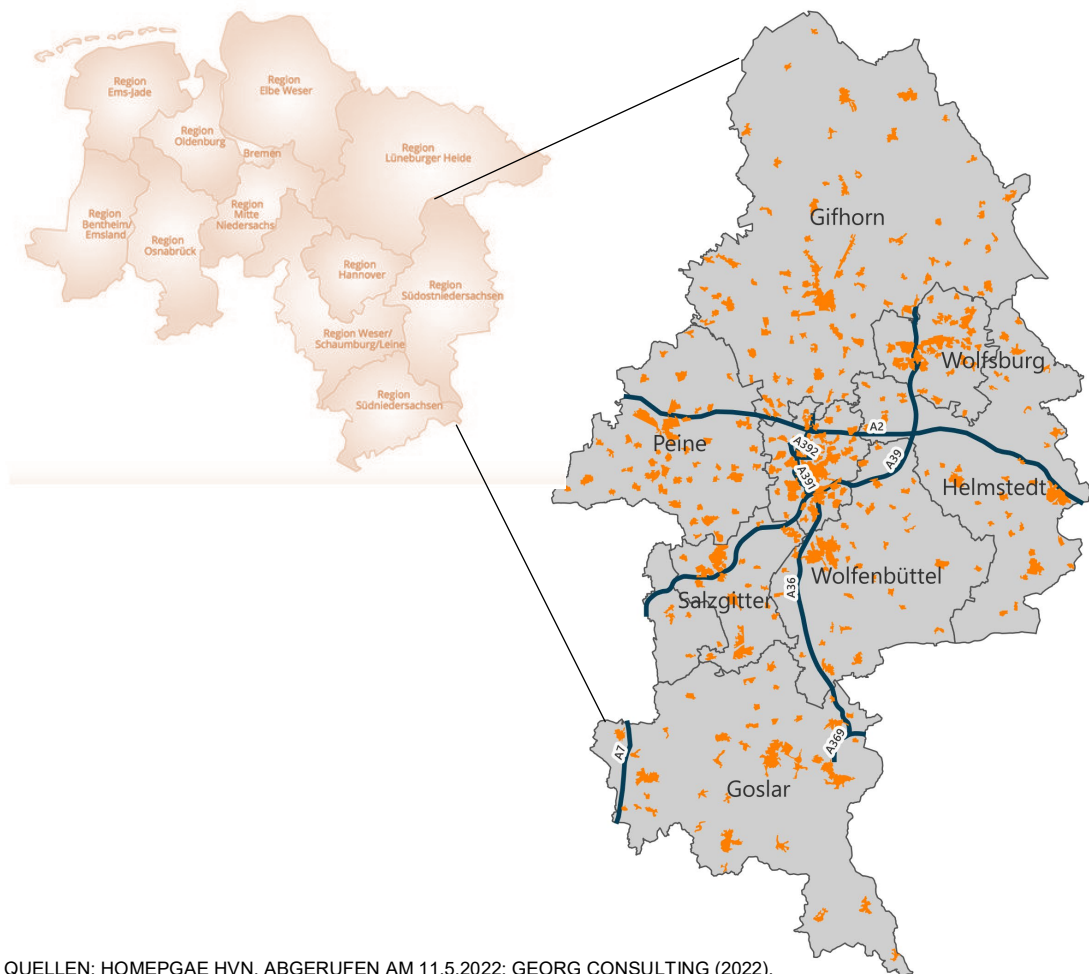 Region
Ems-Jade
Region
Elbe Weser
Region
Oldenburg
Bremen
Region
Lüneburger Heide
Region
Bentheim/
Emsland
Region
Osnabrück
Region
Mitte
Niedersachs
Region
Hannover
Region
Südostniedersachsen
Region Weser/
Schaumburg/Leine
Region
Südniedersachsen
Gifhorn
Wolfsburg
Peine
A2
A392
A391
A39
Helmstedt
Wolfenbüttel
A36
Salzgitter
A7
A369
Goslar
QUELLEN: HOMEPGAE HVN, ABGERUFEN AM 11.5.2022; GEORG CONSULTING (2022).